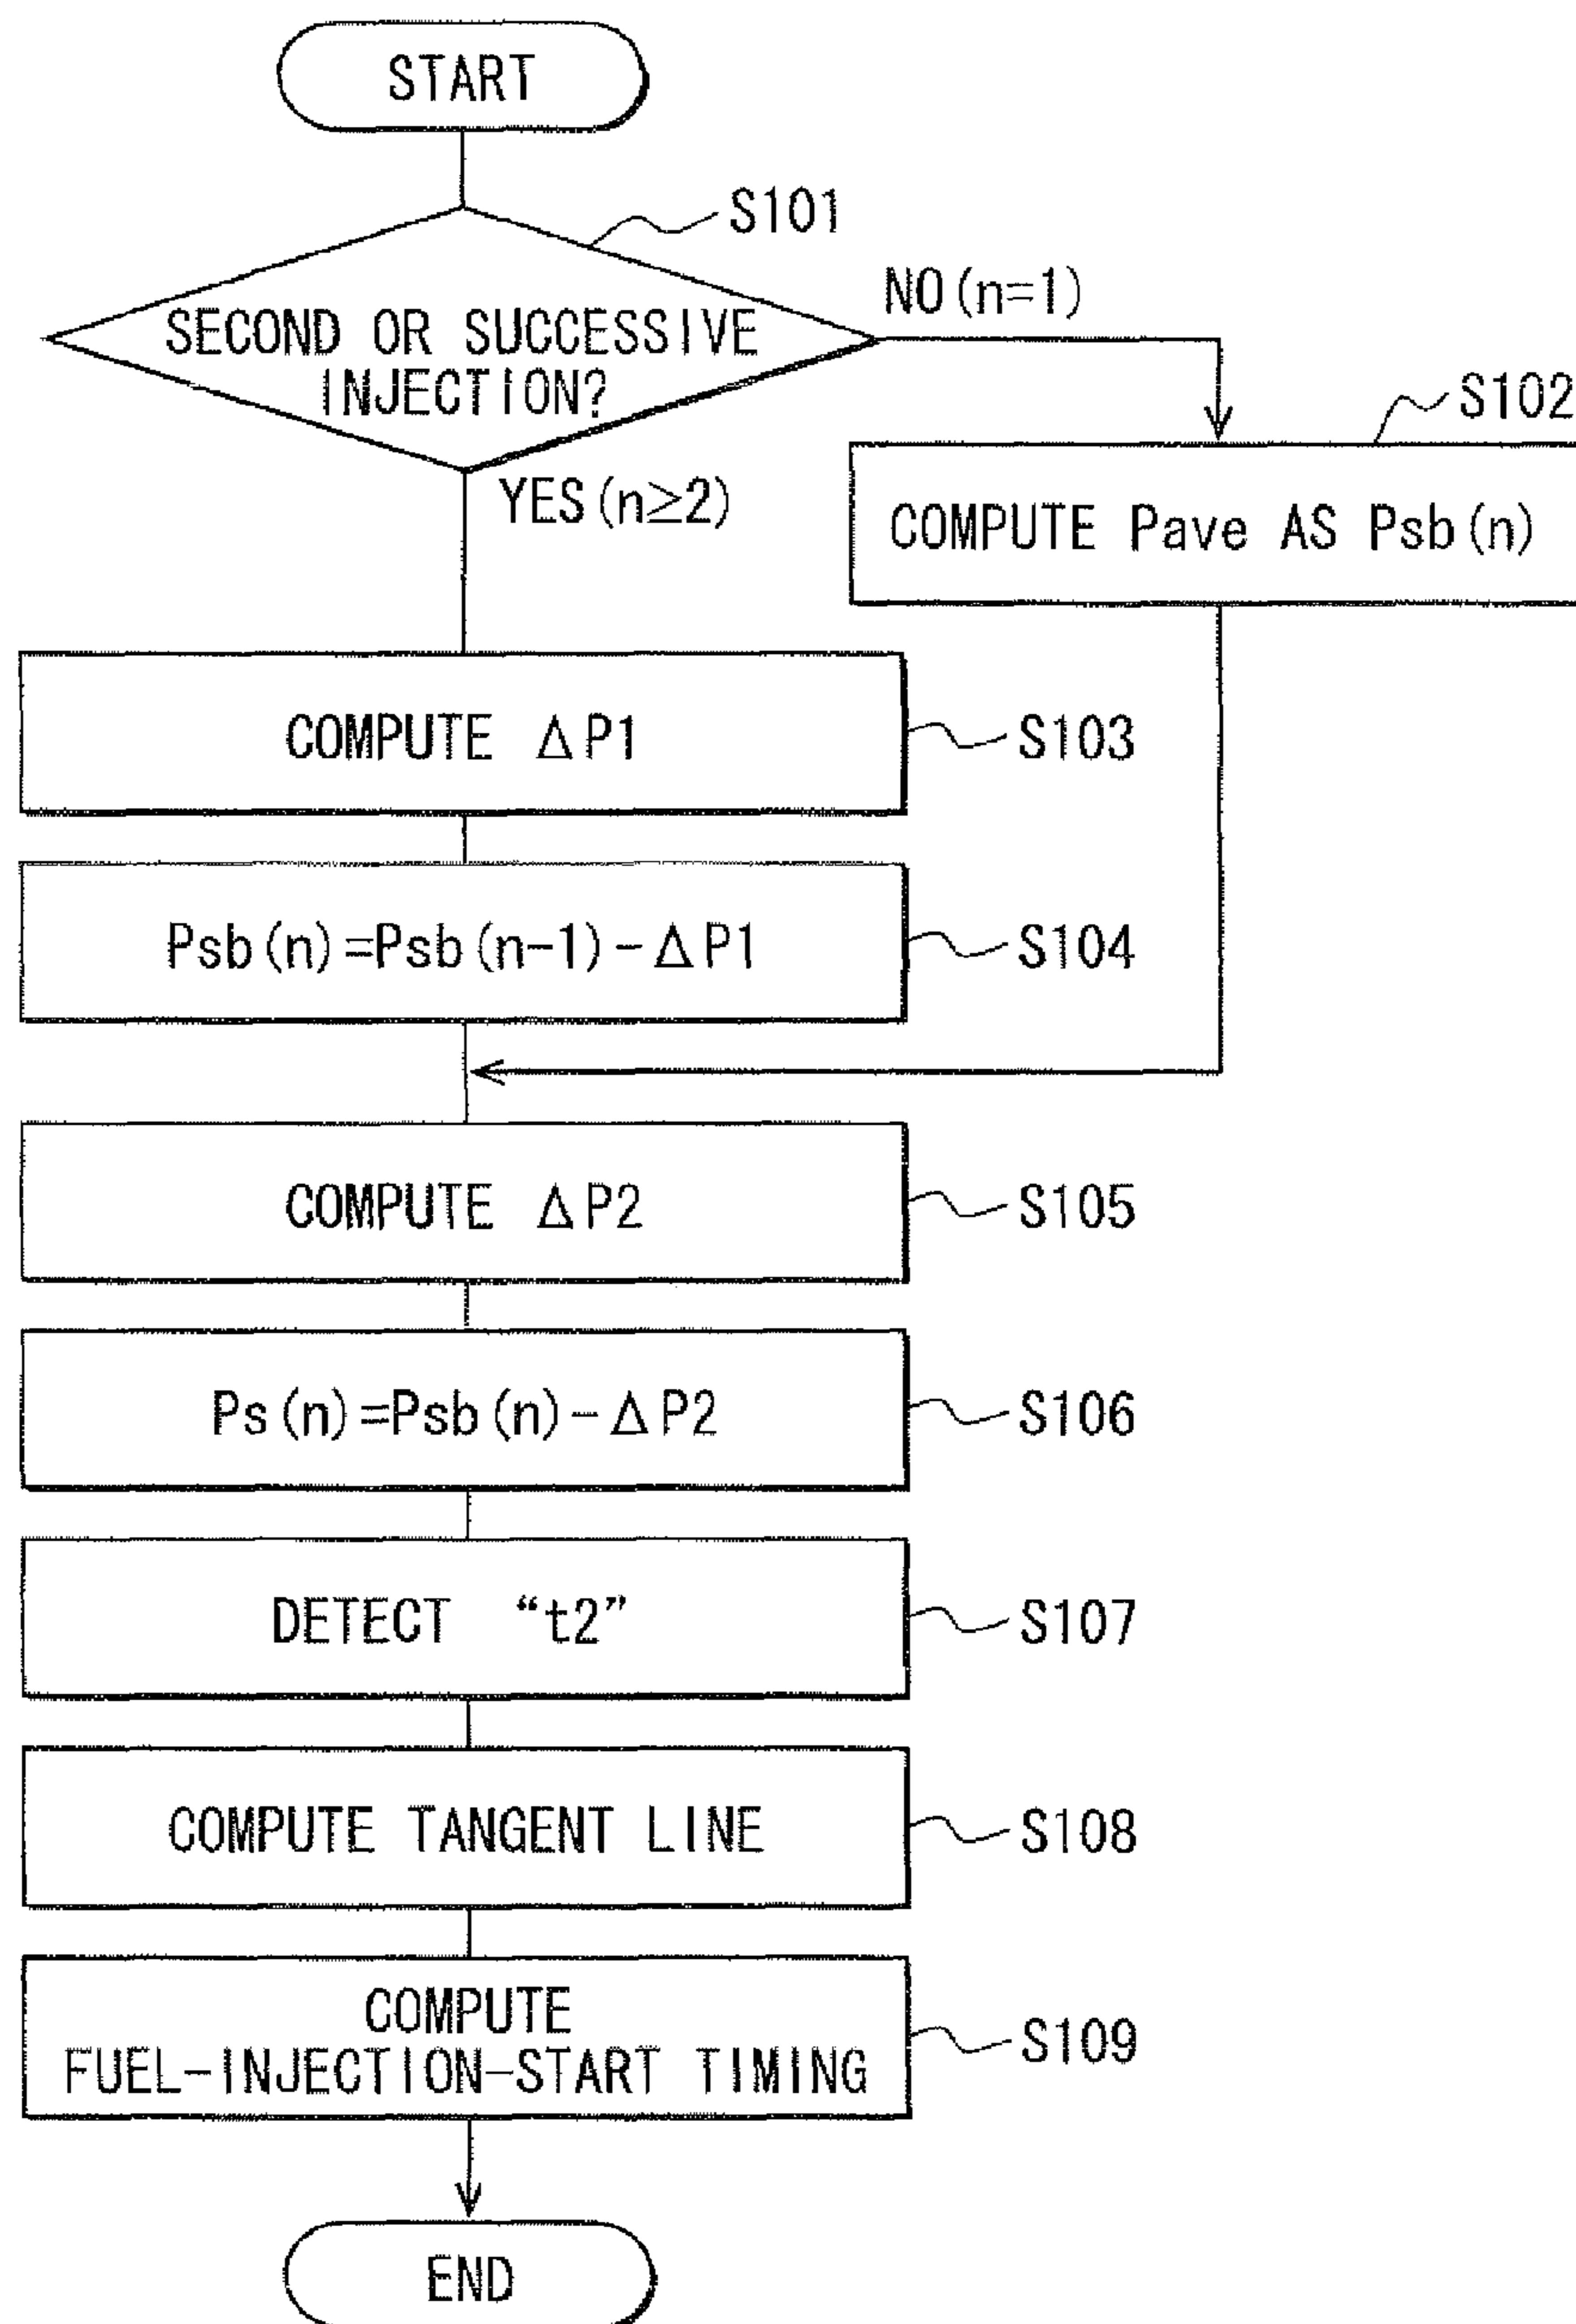 START
S101
SECOND OR SUCCESSIVE
INJECTION?
NO(n=1)
YES(n≥2)
S102
COMPUTE Pave AS Psb(n)
COMPUTE ΔP1
S103
Psb(n)=Psb(n-1)-ΔP1
S104
COMPUTE ΔP2
S105
Ps(n)=Psb(n)-ΔP2
S106
DETECT “t2”
S107
COMPUTE TANGENT LINE
S108
COMPUTE
FUEL-INJECTION-START TIMING
S109
END